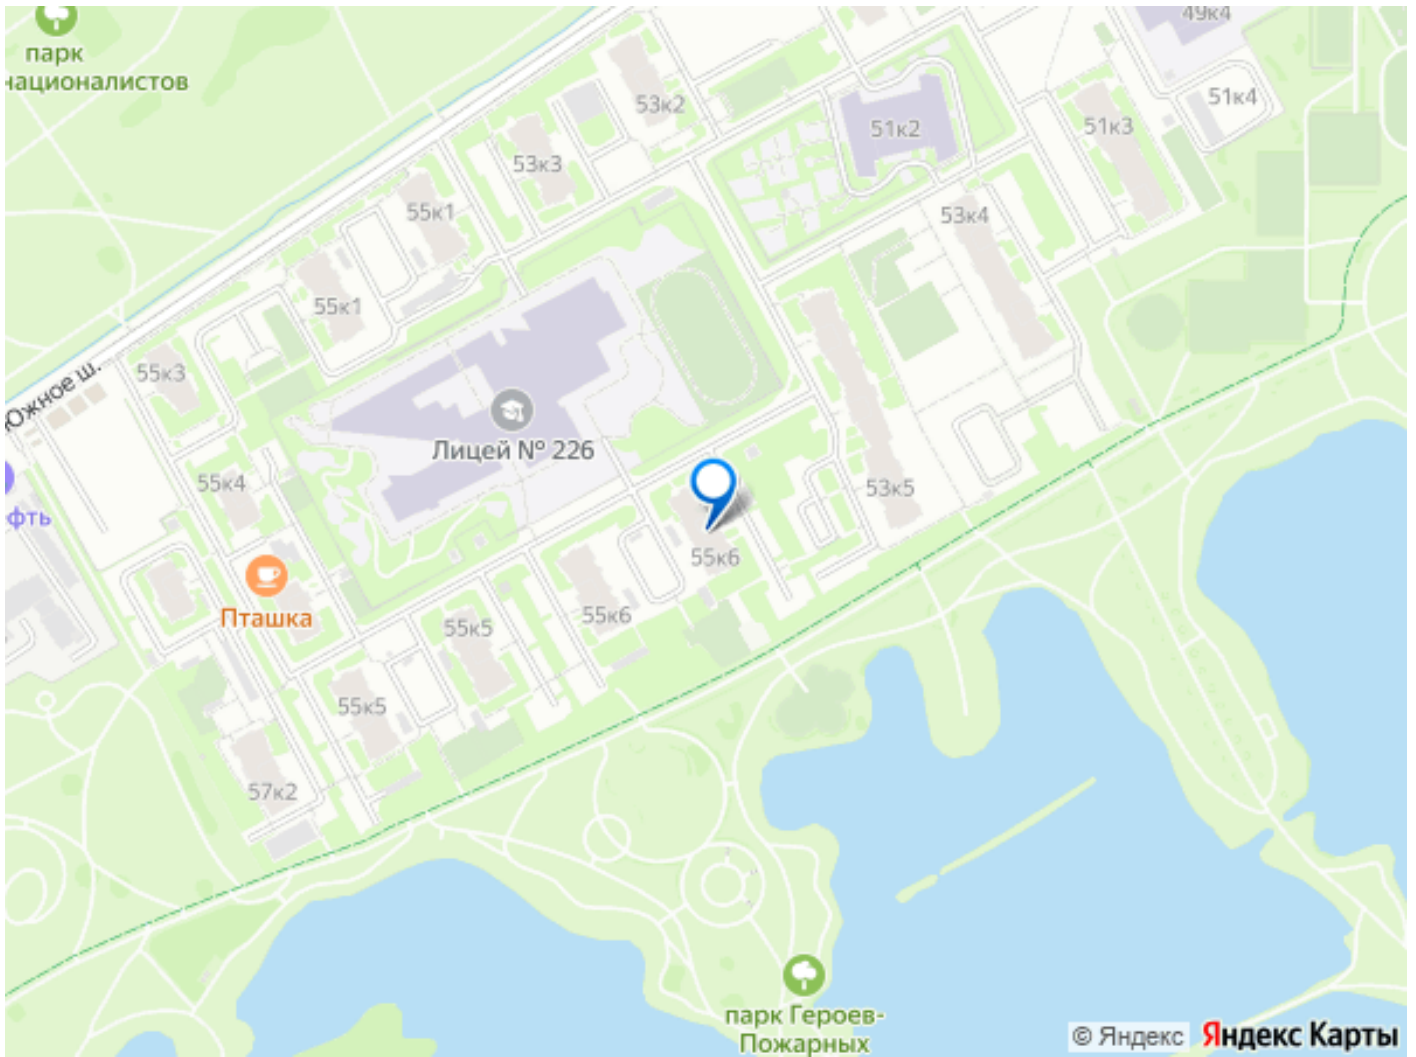 парк
националистов
49к4
53к2
51к4
51к2
51к3
53к3
55к1
53к4
55к1
55к3
Южное ш.
Лицей № 226
55к4
53к5
фть
55к6
Пташка
55к6
55к5
55к5
57к2
парк Героев-
Пожарных
© Яндекс Яндекс Карты